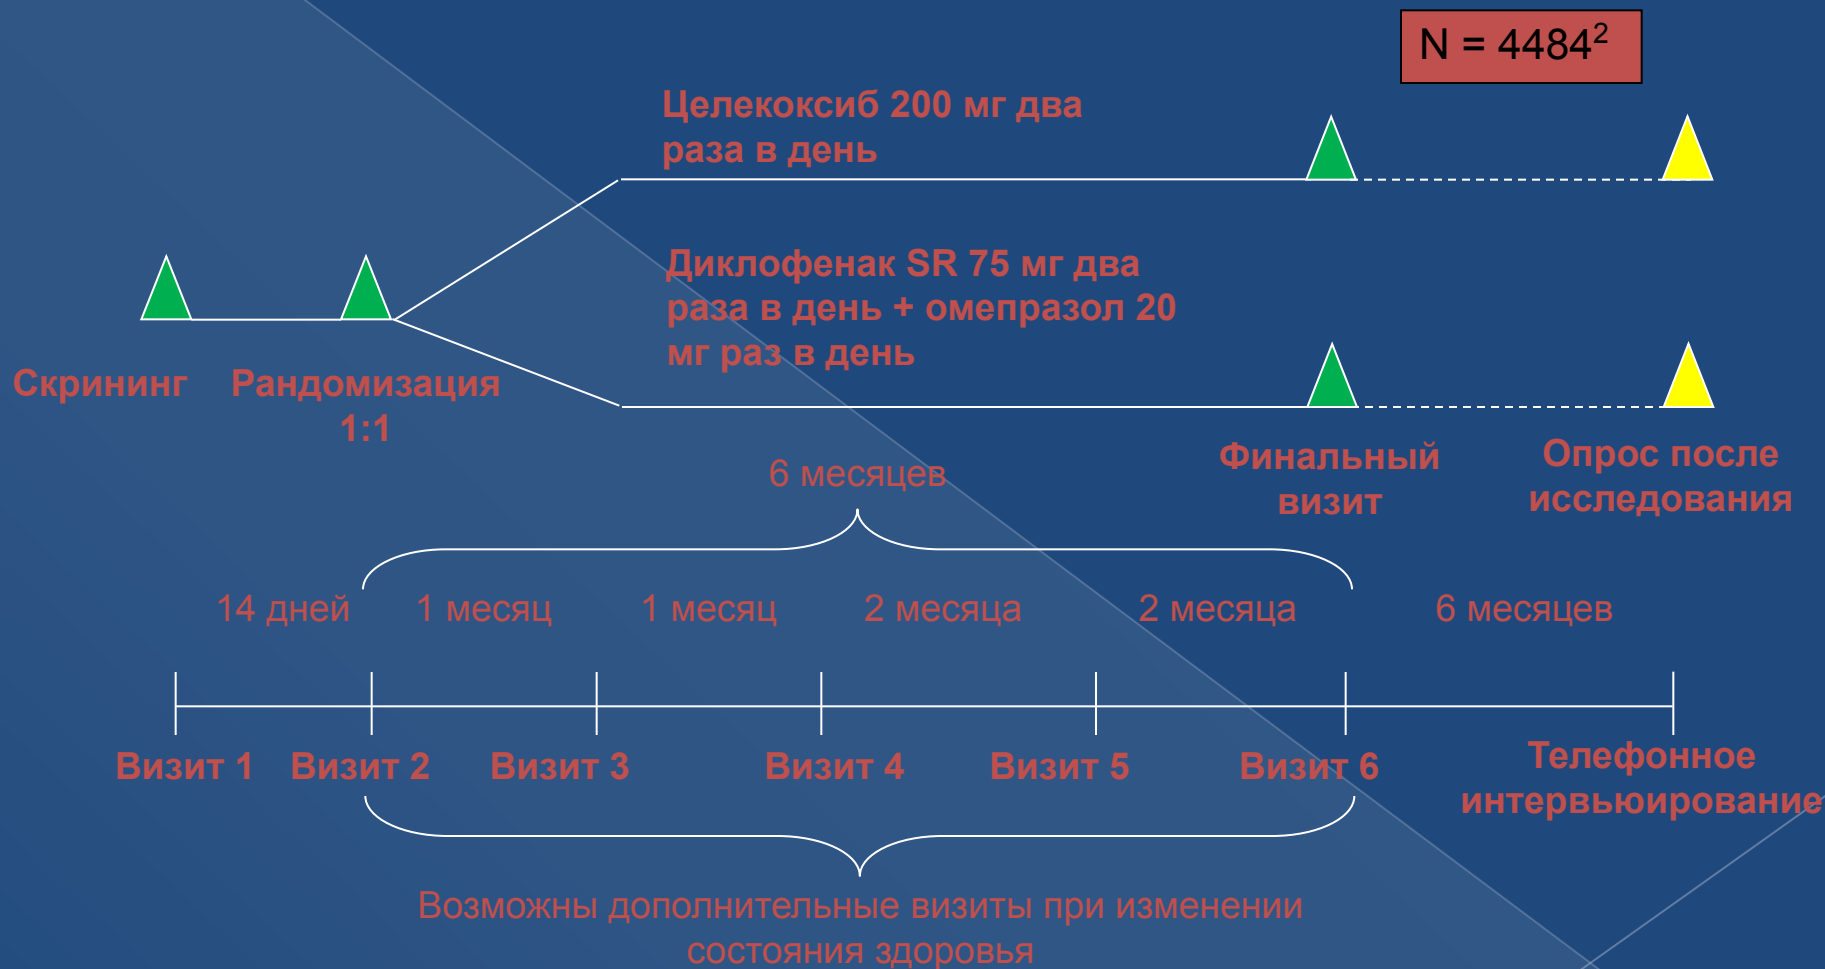 N = 4484²
Целекоксиб 200 мг два
раза в день
Диклофенак SR 75 мг два
раза в день + омепразол 20
мг раз в день
Скрининг
Рандомизация
1:1
Финальный
визит
Опрос после
исследования
6 месяцев
14 дней
1 месяц
1 месяц
2 месяца
2 месяца
6 месяцев
Визит 1
Визит 2
Визит 3
Визит 4
Визит 5
Визит 6
Телефонное
интервьюирование
Возможны дополнительные визиты при изменении
состояния здоровья